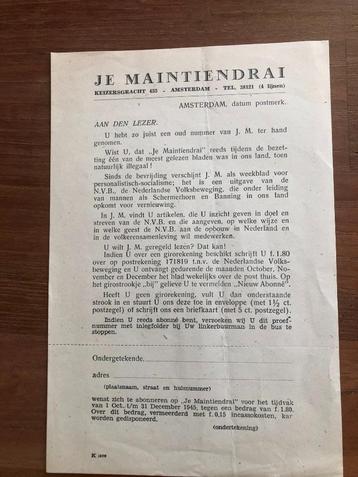 JE MAINTIENDRAI
KEIZERSGRACHT 455 - AMSTERDAM - TEL. 38121 (4 lijnen)
AMSTERDAM, datum postmerk.
AAN DEN LEZER.
U hebt zo juist een oud nummer van J. M. ter hand
genomen.
Wist U, dat „Je Maintiendrai" reeds tijdens de bezet-
ting één van de meest gelezen bladen was in ons land, toen
natuurlijk illegaal!
Sinds de bevrijding verschijnt J. M. als weekblad voor
personalistisch-socialisme; het is een uitgave van de
N.V.B., de Nederlandse Volksbeweging, die onder leiding
van mannen als Schermerhorn en Banning in ons land
opkomt voor vernieuwing.
In J. M. vindt U artikelen, die U inzicht geven in doel en
streven van de N.V.B. en die aangeven, op welke wijze en
in welke geest de N.V.B. aan de opbouw in Nederland en
in de volkerensamenleving wil medewerken.
U wilt J. M. geregeld lezen? Dat kan!
Indien U over een girorekening beschikt schrijft U f. 1.80
over op postrekening 171819 t.n.v. de Nederlandse Volks-
beweging en U ontvangt gedurende de maanden October, Novem-
ber en December het blad wekelijks over de post thuis. Op
het girostrookje „bij" gelieve U te vermelden „Nieuwe Abonné".
Heeft U geen girorekening, vult U dan onderstaande
strook in en stuurt U ons deze toe in enveloppe (met 1½ ct.
postzegel) of schrijft ons een briefkaart (met 5 ct. postzegel).
Indien U reeds abonné bent, verzoeken wij U dit proef-
nummer met inlegfolder bij Uw linkerbuurman in de bus te
stoppen.
Ondergetekende,
adres
(plaatsnaam, straat en huisnummer)
wenst zich te abonneren op „Je Maintiendrai" voor het tijdvak
van 1 Oct. t/m 31 December 1945, tegen een bedrag van f. 1.80.
Over dit bedrag, vermeerderd met f. 0,15 incassokosten, kan
worden gedisponeerd.
(ondertekening)